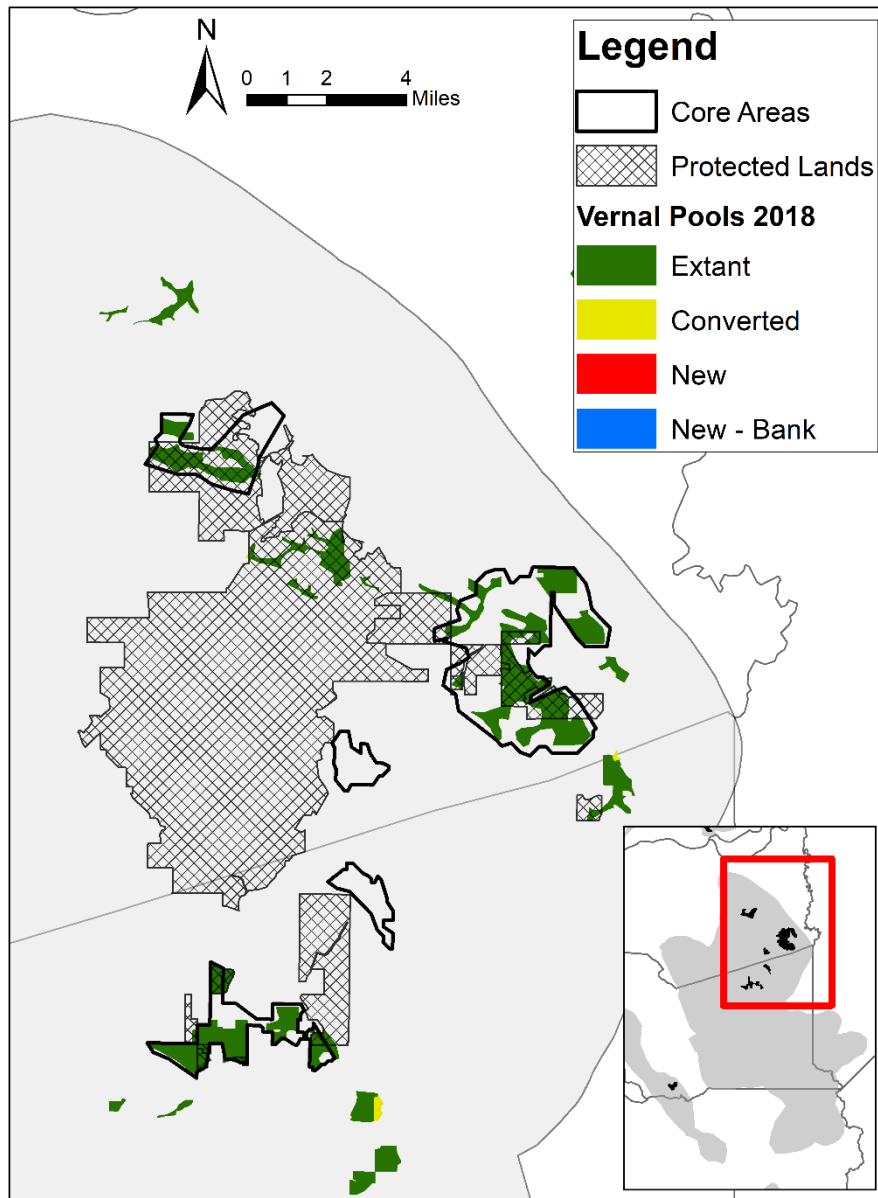 N
0 1 2 4
Miles
Legend
Core Areas
Protected Lands
Vernal Pools 2018
Extant
Converted
New
New - Bank